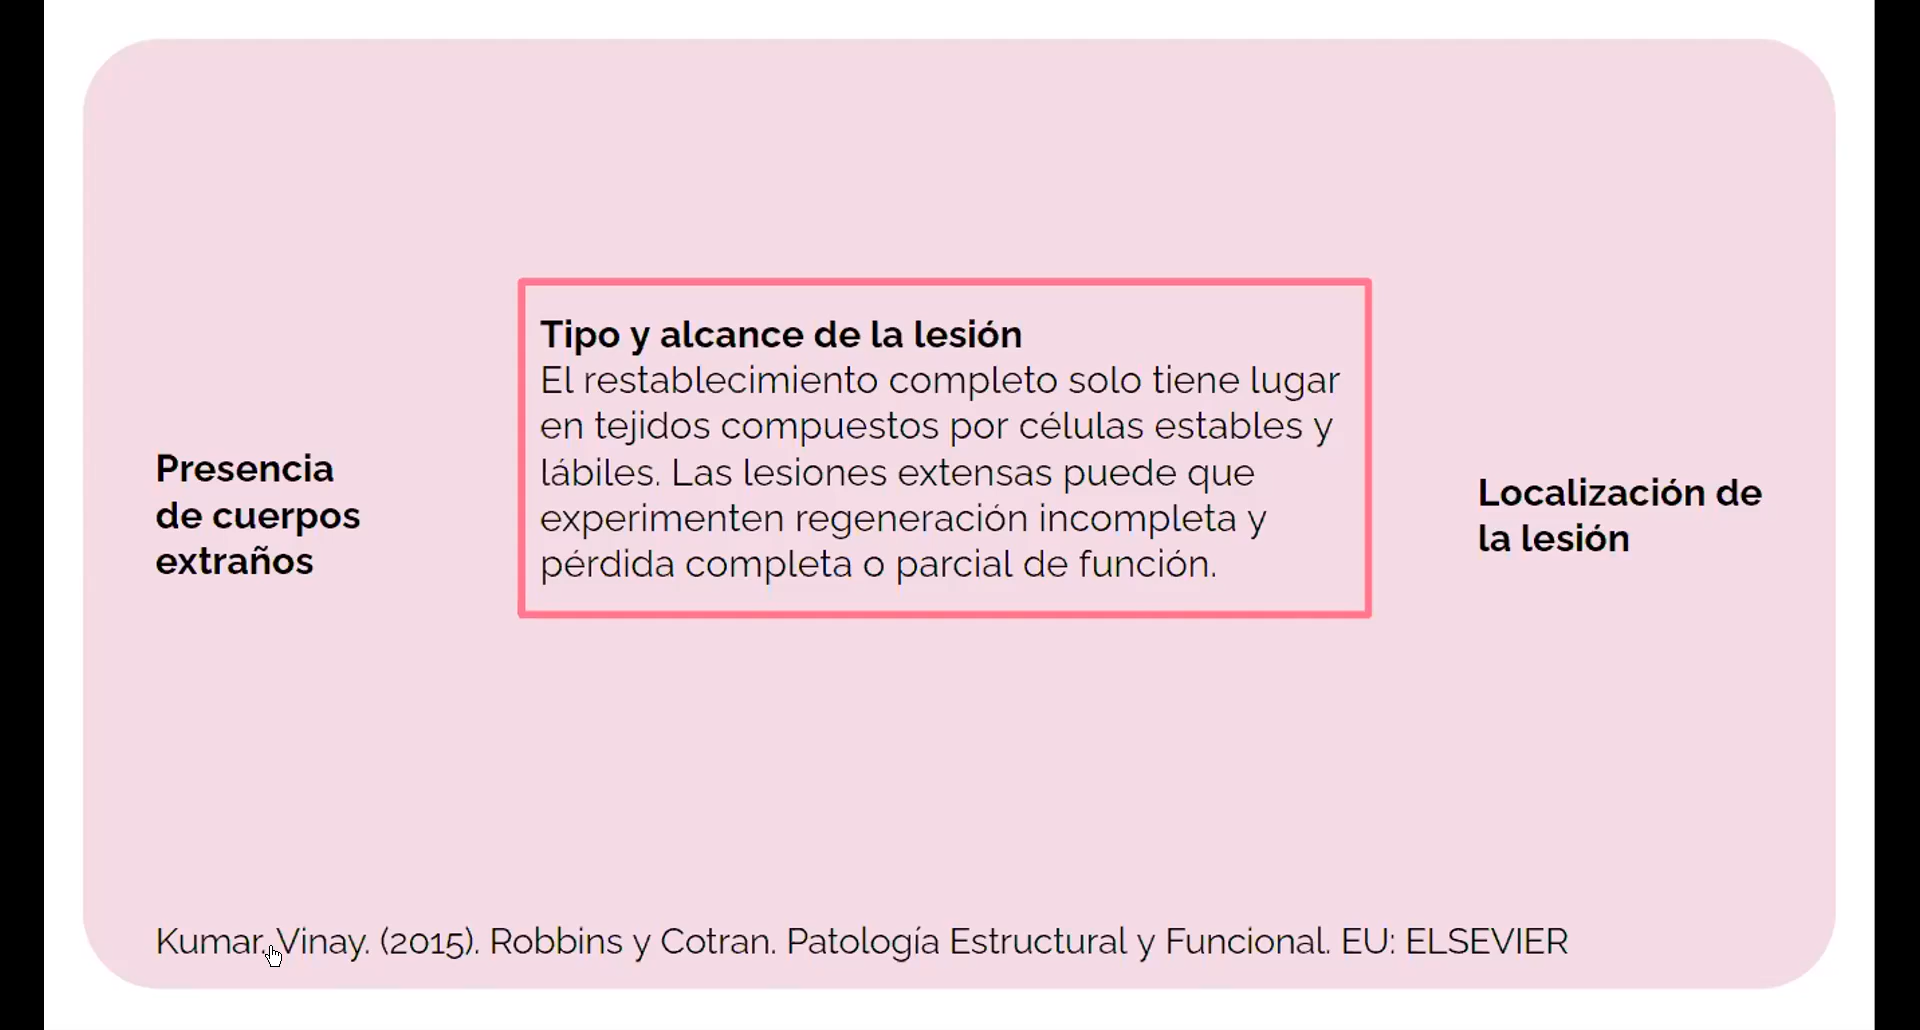 Presencia
de cuerpos
extraños
Tipo y alcance de la lesión
El restablecimiento completo solo tiene lugar
en tejidos compuestos por células estables y
lábiles. Las lesiones extensas puede que
experimenten regeneración incompleta y
pérdida completa o parcial de función.
Localización de
la lesión
Kumar. Vinay. (2015). Robbins y Cotran. Patología Estructural y Funcional. EU: ELSEVIER